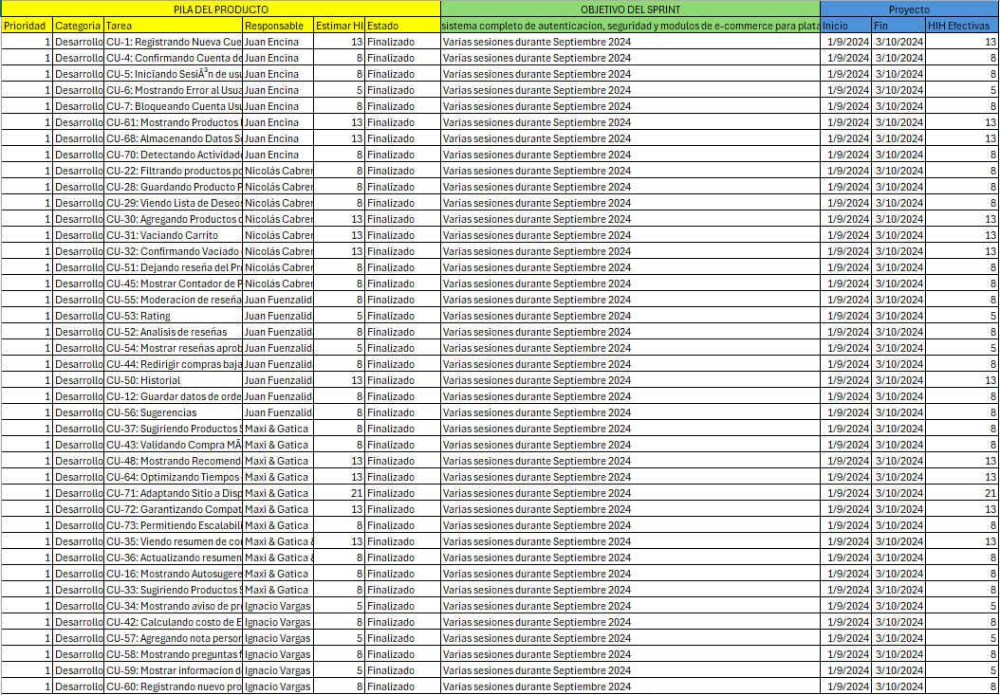 PILA DEL PRODUCTO OBJETIVO DEL SPRINT Proyecto
Prioridad Categoria Tarea Responsable Estimar HI Estado sistema completo de autenticacion, seguridad y modulos de e-commerce para plata Inicio Fin HIH Efectivas
1 Desarrollo CU-1: Registrando Nueva Cue Juan Encina 13 Finalizado Varias sesiones durante Septiembre 2024 1/9/2024 3/10/2024 13
1 Desarrollo CU-4: Confirmando Cuenta de Juan Encina 8 Finalizado Varias sesiones durante Septiembre 2024 1/9/2024 3/10/2024 8
1 Desarrollo CU-5: Iniciando SesiÃ³n de usu Juan Encina 8 Finalizado Varias sesiones durante Septiembre 2024 1/9/2024 3/10/2024 8
1 Desarrollo CU-6: Mostrando Error al Usua Juan Encina 5 Finalizado Varias sesiones durante Septiembre 2024 1/9/2024 3/10/2024 5
1 Desarrollo CU-7: Bloqueando Cuenta Usu Juan Encina 8 Finalizado Varias sesiones durante Septiembre 2024 1/9/2024 3/10/2024 8
1 Desarrollo CU-61: Mostrando Productos Juan Encina 13 Finalizado Varias sesiones durante Septiembre 2024 1/9/2024 3/10/2024 13
1 Desarrollo CU-68: Almacenando Datos S Juan Encina 13 Finalizado Varias sesiones durante Septiembre 2024 1/9/2024 3/10/2024 13
1 Desarrollo CU-70: Detectando Actividade Juan Encina 8 Finalizado Varias sesiones durante Septiembre 2024 1/9/2024 3/10/2024 8
1 Desarrollo CU-22: Filtrando productos po Nicolás Cabrer 8 Finalizado Varias sesiones durante Septiembre 2024 1/9/2024 3/10/2024 8
1 Desarrollo CU-28: Guardando Producto P Nicolás Cabrer 8 Finalizado Varias sesiones durante Septiembre 2024 1/9/2024 3/10/2024 8
1 Desarrollo CU-29: Viendo Lista de Deseos Nicolás Cabrer 8 Finalizado Varias sesiones durante Septiembre 2024 1/9/2024 3/10/2024 8
1 Desarrollo CU-30: Agregando Productos Nicolás Cabrer 13 Finalizado Varias sesiones durante Septiembre 2024 1/9/2024 3/10/2024 13
1 Desarrollo CU-31: Vaciando Carrito Nicolás Cabrer 13 Finalizado Varias sesiones durante Septiembre 2024 1/9/2024 3/10/2024 13
1 Desarrollo CU-32: Confirmando Vaciado Nicolás Cabrer 13 Finalizado Varias sesiones durante Septiembre 2024 1/9/2024 3/10/2024 13
1 Desarrollo CU-51: Dejando reseña del Pr Nicolás Cabrer 8 Finalizado Varias sesiones durante Septiembre 2024 1/9/2024 3/10/2024 8
1 Desarrollo CU-45: Mostrar Contador de P Nicolás Cabrer 8 Finalizado Varias sesiones durante Septiembre 2024 1/9/2024 3/10/2024 8
1 Desarrollo CU-55: Moderacion de reseña Juan Fuenzalid 8 Finalizado Varias sesiones durante Septiembre 2024 1/9/2024 3/10/2024 8
1 Desarrollo CU-53: Rating Juan Fuenzalid 5 Finalizado Varias sesiones durante Septiembre 2024 1/9/2024 3/10/2024 5
1 Desarrollo CU-52: Analisis de reseñas Juan Fuenzalid 8 Finalizado Varias sesiones durante Septiembre 2024 1/9/2024 3/10/2024 8
1 Desarrollo CU-54: Mostrar reseñas aprob Juan Fuenzalid 5 Finalizado Varias sesiones durante Septiembre 2024 1/9/2024 3/10/2024 5
1 Desarrollo CU-44: Redirigir compras baja Juan Fuenzalid 8 Finalizado Varias sesiones durante Septiembre 2024 1/9/2024 3/10/2024 8
1 Desarrollo CU-50: Historial Juan Fuenzalid 13 Finalizado Varias sesiones durante Septiembre 2024 1/9/2024 3/10/2024 13
1 Desarrollo CU-12: Guardar datos de orde Juan Fuenzalid 8 Finalizado Varias sesiones durante Septiembre 2024 1/9/2024 3/10/2024 8
1 Desarrollo CU-56: Sugerencias Juan Fuenzalid 8 Finalizado Varias sesiones durante Septiembre 2024 1/9/2024 3/10/2024 8
1 Desarrollo CU-37: Sugiriendo Productos S Maxi & Gatica 8 Finalizado Varias sesiones durante Septiembre 2024 1/9/2024 3/10/2024 8
1 Desarrollo CU-43: Validando Compra MÃ Maxi & Gatica 8 Finalizado Varias sesiones durante Septiembre 2024 1/9/2024 3/10/2024 8
1 Desarrollo CU-48: Mostrando Recomend Maxi & Gatica 13 Finalizado Varias sesiones durante Septiembre 2024 1/9/2024 3/10/2024 13
1 Desarrollo CU-64: Optimizando Tiempos Maxi & Gatica 13 Finalizado Varias sesiones durante Septiembre 2024 1/9/2024 3/10/2024 13
1 Desarrollo CU-71: Adaptando Sitio a Disp Maxi & Gatica 21 Finalizado Varias sesiones durante Septiembre 2024 1/9/2024 3/10/2024 21
1 Desarrollo CU-72: Garantizando Compat Maxi & Gatica 13 Finalizado Varias sesiones durante Septiembre 2024 1/9/2024 3/10/2024 13
1 Desarrollo CU-73: Permitiendo Escalabili Maxi & Gatica 8 Finalizado Varias sesiones durante Septiembre 2024 1/9/2024 3/10/2024 8
1 Desarrollo CU-35: Viendo resumen de co Maxi & Gatica & 13 Finalizado Varias sesiones durante Septiembre 2024 1/9/2024 3/10/2024 13
1 Desarrollo CU-36: Actualizando resumen Maxi & Gatica & 8 Finalizado Varias sesiones durante Septiembre 2024 1/9/2024 3/10/2024 8
1 Desarrollo CU-16: Mostrando Autosugere Maxi & Gatica 8 Finalizado Varias sesiones durante Septiembre 2024 1/9/2024 3/10/2024 8
1 Desarrollo CU-33: Sugiriendo Productos S Maxi & Gatica 8 Finalizado Varias sesiones durante Septiembre 2024 1/9/2024 3/10/2024 8
1 Desarrollo CU-34: Mostrando aviso de pr Ignacio Vargas 5 Finalizado Varias sesiones durante Septiembre 2024 1/9/2024 3/10/2024 5
1 Desarrollo CU-42: Calculando costo de E Ignacio Vargas 8 Finalizado Varias sesiones durante Septiembre 2024 1/9/2024 3/10/2024 8
1 Desarrollo CU-57: Agregando nota person Ignacio Vargas 5 Finalizado Varias sesiones durante Septiembre 2024 1/9/2024 3/10/2024 5
1 Desarrollo CU-58: Mostrando preguntas f Ignacio Vargas 8 Finalizado Varias sesiones durante Septiembre 2024 1/9/2024 3/10/2024 8
1 Desarrollo CU-59: Mostrar informacion d Ignacio Vargas 5 Finalizado Varias sesiones durante Septiembre 2024 1/9/2024 3/10/2024 5
1 Desarrollo CU-60: Registrando nuevo pro Ignacio Vargas 8 Finalizado Varias sesiones durante Septiembre 2024 1/9/2024 3/10/2024 8